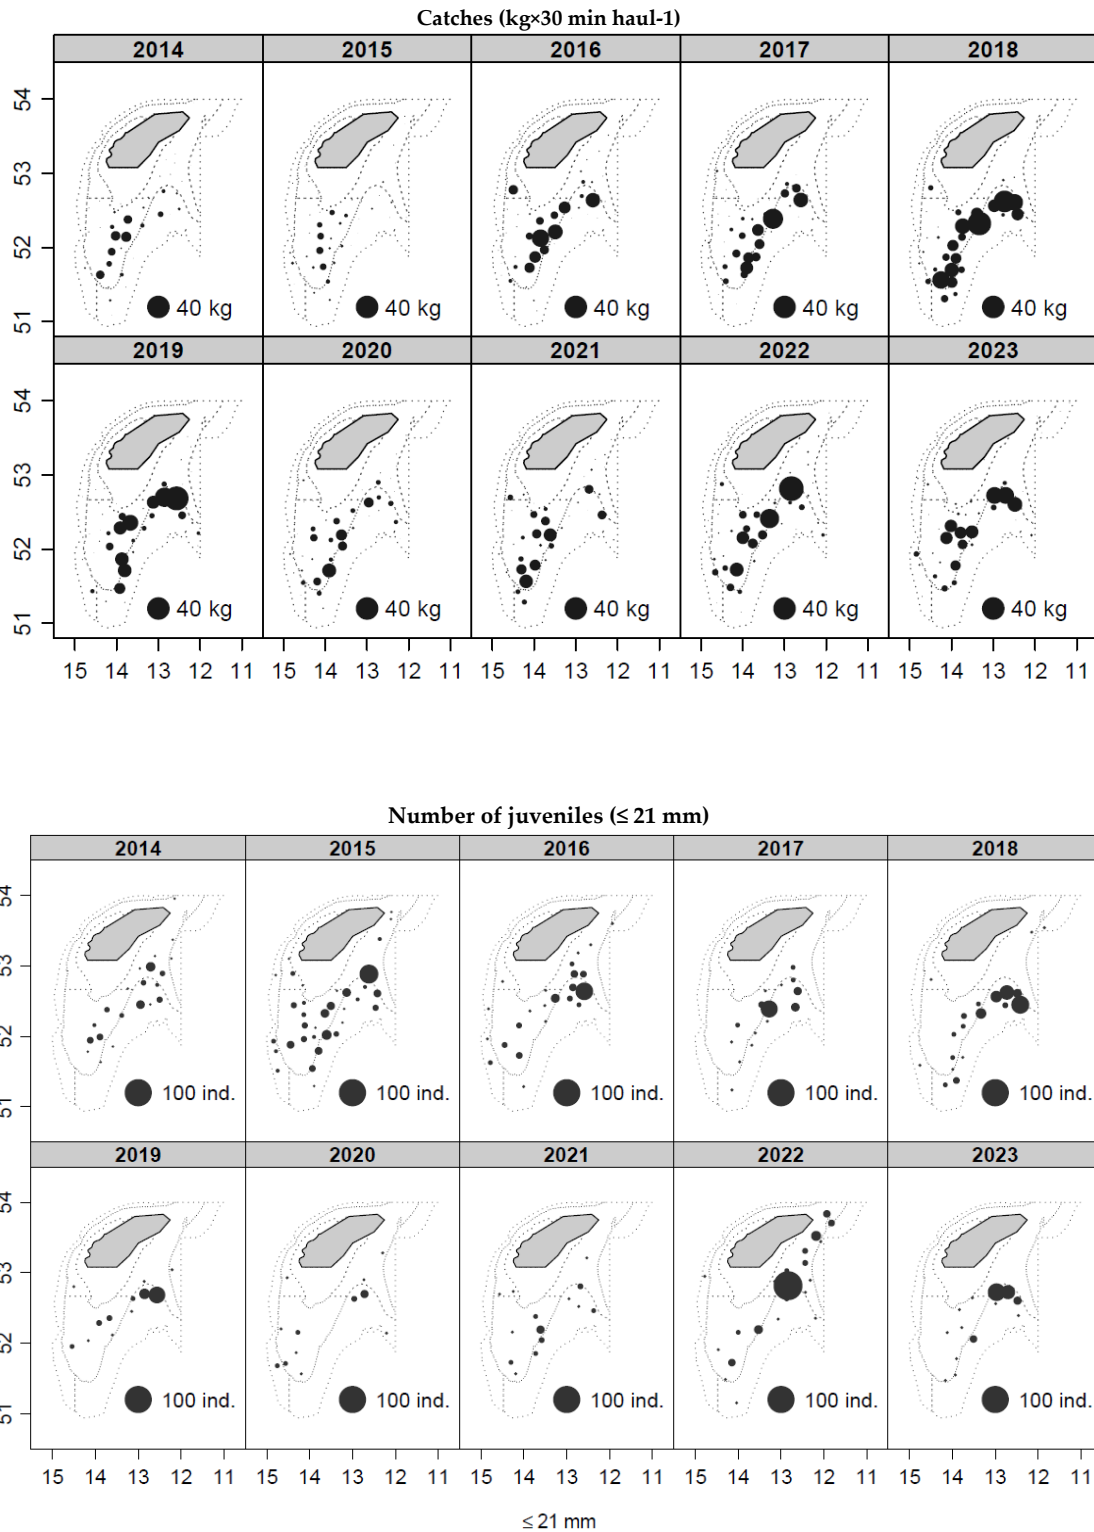 Catches (kg×30 min haul-1)
2014 2015 2016 2017 2018
54
53
52
51
40 kg 40 kg 40 kg 40 kg 40 kg
2019 2020 2021 2022 2023
54
53
52
51
40 kg 40 kg 40 kg 40 kg 40 kg
15 14 13 12 11 15 14 13 12 11 15 14 13 12 11 15 14 13 12 11 15 14 13 12 11
Number of juveniles (≤ 21 mm)
2014 2015 2016 2017 2018
54
53
52
51
100 ind. 100 ind. 100 ind. 100 ind. 100 ind.
2019 2020 2021 2022 2023
54
53
52
51
100 ind. 100 ind. 100 ind. 100 ind. 100 ind.
15 14 13 12 11 15 14 13 12 11 15 14 13 12 11 15 14 13 12 11 15 14 13 12 11
≤ 21 mm